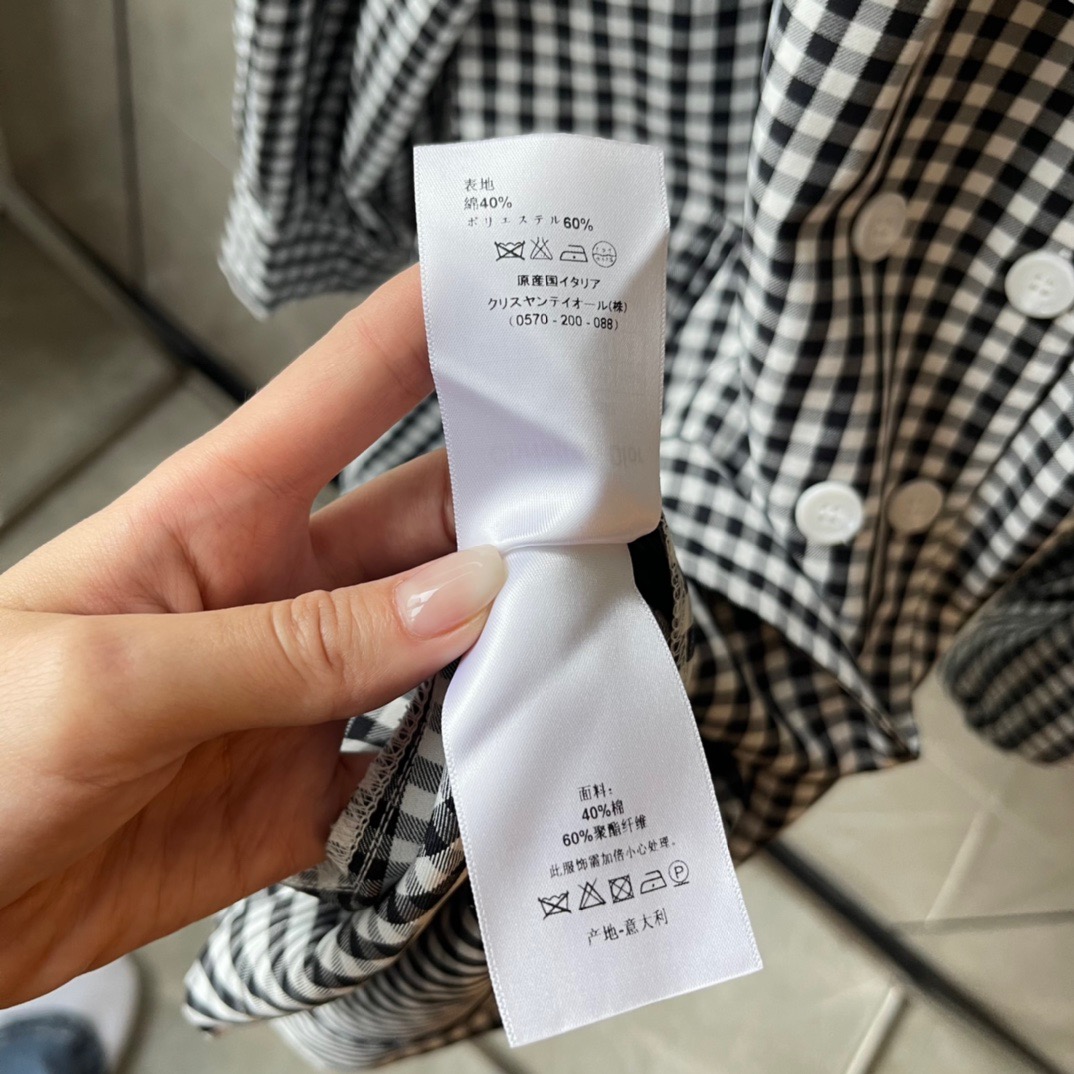 表地
綿40%
ポリエステル60%
原産国イタリア
クリスヤンテイオール(株)
(0570-200-088)
面料:
40%棉
60%聚酯纤维
此服饰需加倍小心处理。
P
产地-意大利